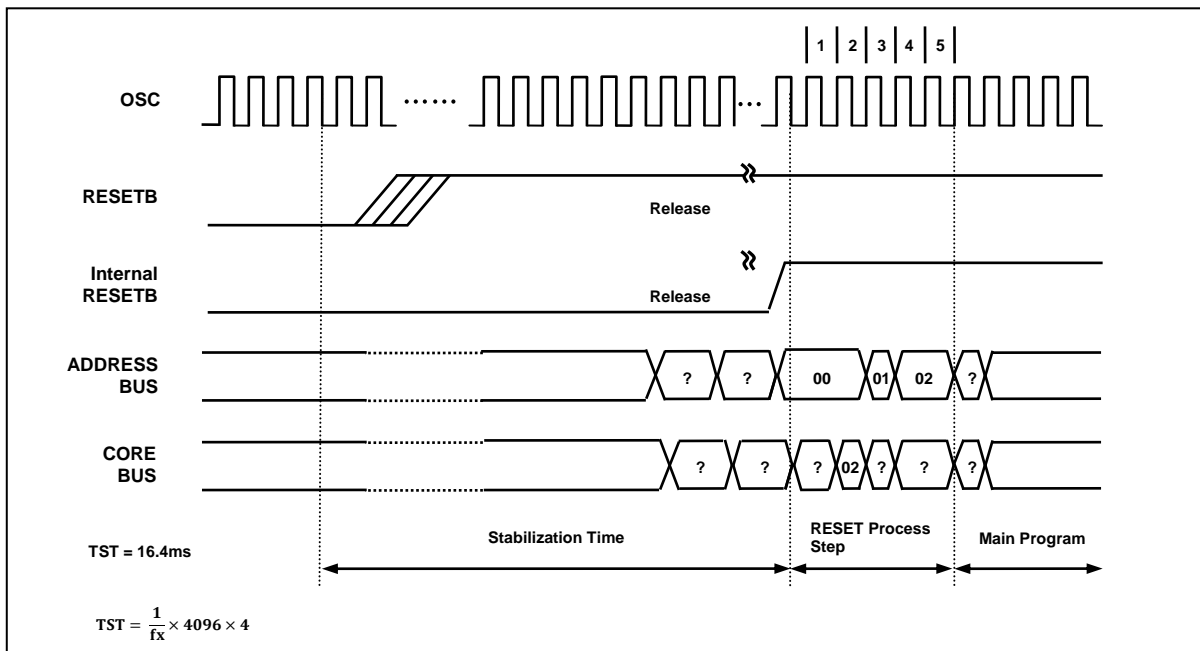 1 2 3 4 5
OSC
RESETB
Release
Internal
RESETB
Release
ADDRESS
BUS
? ? 00 01 02 ?
CORE
BUS
? ? ? 02 ? ? ?
TST = 16.4ms
Stabilization Time
RESET Process
Step
Main Program
TST = 1/fx × 4096 × 4